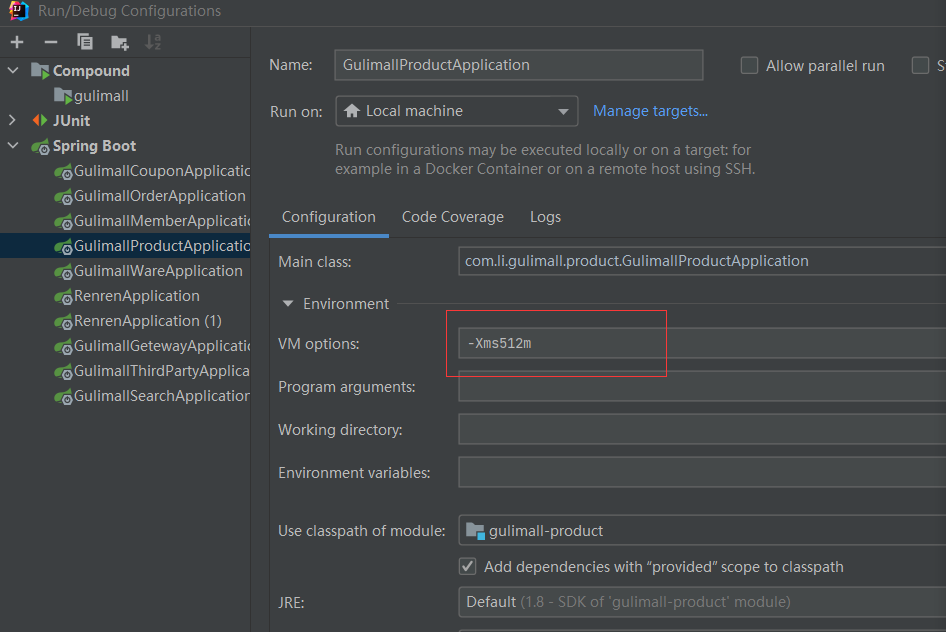 Run/Debug Configurations
Compound
gulimall
JUnit
Spring Boot
GulimallCouponApplicatio
GulimallOrderApplication
GulimallMemberApplicatio
GulimallProductApplicatio
GulimallWareApplication
RenrenApplication
RenrenApplication (1)
GulimallGetewayApplicatio
GulimallThirdPartyApplica
GulimallSearchApplication
Name:
GulimallProductApplication
Allow parallel run
S
Run on:
Local machine
Manage targets...
Run configurations may be executed locally or on a target: for
example in a Docker Container or on a remote host using SSH.
Configuration
Code Coverage
Logs
Main class:
com.li.gulimall.product.GulimallProductApplication
Environment
VM options:
-Xms512m
Program arguments:
Working directory:
Environment variables:
Use classpath of module:
gulimall-product
Add dependencies with “provided” scope to classpath
JRE:
Default (1.8 - SDK of 'gulimall-product' module)